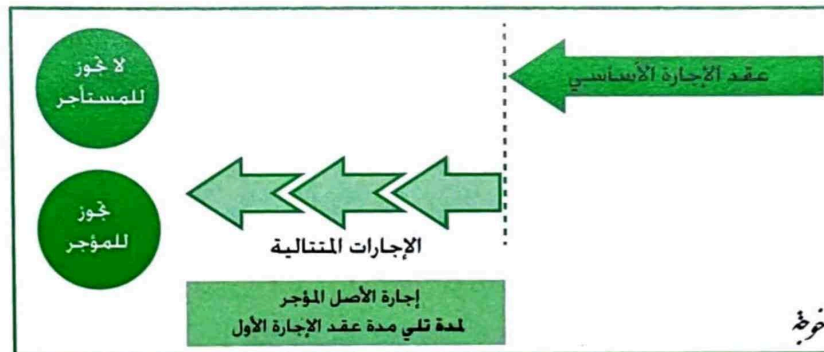 عقد الإجارة الأساسي
لا تجوز
للمستأجر
تجوز
للمؤجر
الإجارات المتتالية
إجارة الأصل المؤجر
لمدة تلي مدة عقد الإجارة الأول
خوجة